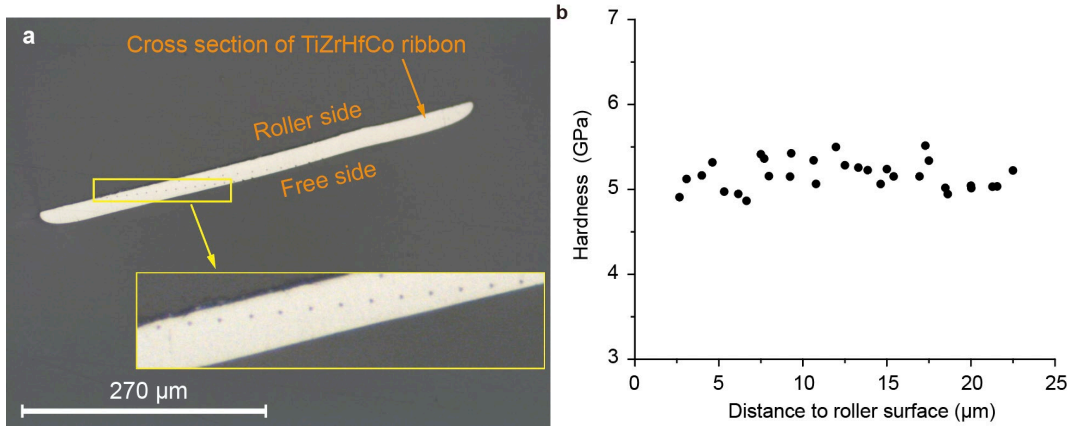 a
Cross section of TiZrHfCo ribbon
Roller side
Free side
270 µm
b
7
6
5
4
3
Hardness (GPa)
0
5
10
15
20
25
Distance to roller surface (µm)